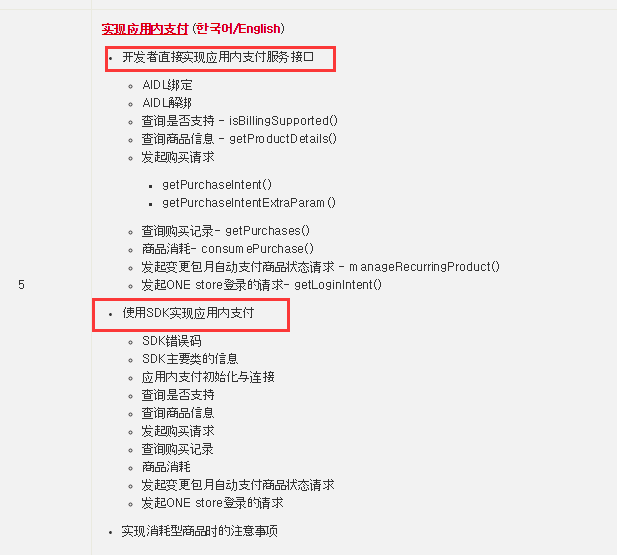 实现应用内支付 (한국어/English)
开发者直接实现应用内支付服务接口
AIDL绑定
AIDL解绑
查询是否支持 - isBillingSupported()
查询商品信息 - getProductDetails()
发起购买请求
getPurchaseIntent()
getPurchaseIntentExtraParam()
查询购买记录- getPurchases()
商品消耗- consumePurchase()
发起变更包月自动支付商品状态请求 - manageRecurringProduct()
5
发起ONE store登录的请求- getLoginIntent()
使用SDK实现应用内支付
SDK错误码
SDK主要类的信息
应用内支付初始化与连接
查询是否支持
查询商品信息
发起购买请求
查询购买记录
商品消耗
发起变更包月自动支付商品状态请求
发起ONE store登录的请求
实现消耗型商品时的注意事项